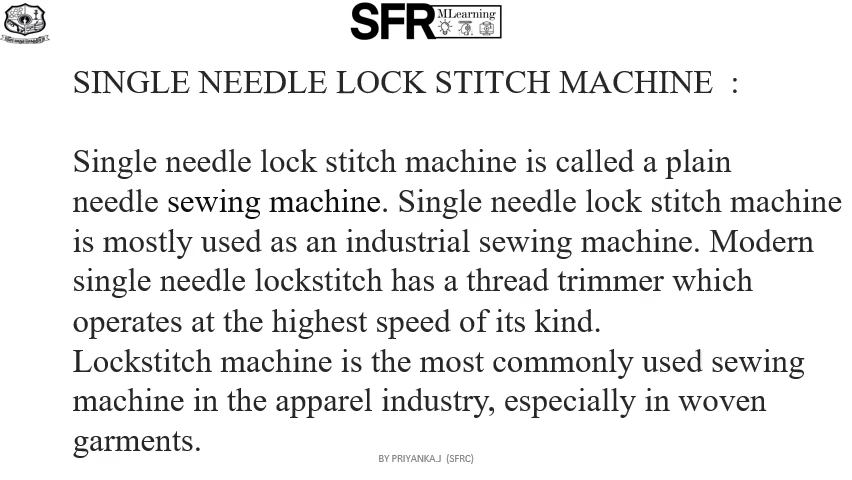 SFR MLearning
SINGLE NEEDLE LOCK STITCH MACHINE :
Single needle lock stitch machine is called a plain
needle sewing machine. Single needle lock stitch machine
is mostly used as an industrial sewing machine. Modern
single needle lockstitch has a thread trimmer which
operates at the highest speed of its kind.
Lockstitch machine is the most commonly used sewing
machine in the apparel industry, especially in woven
garments.
BY PRIYANKA.J (SFRC)